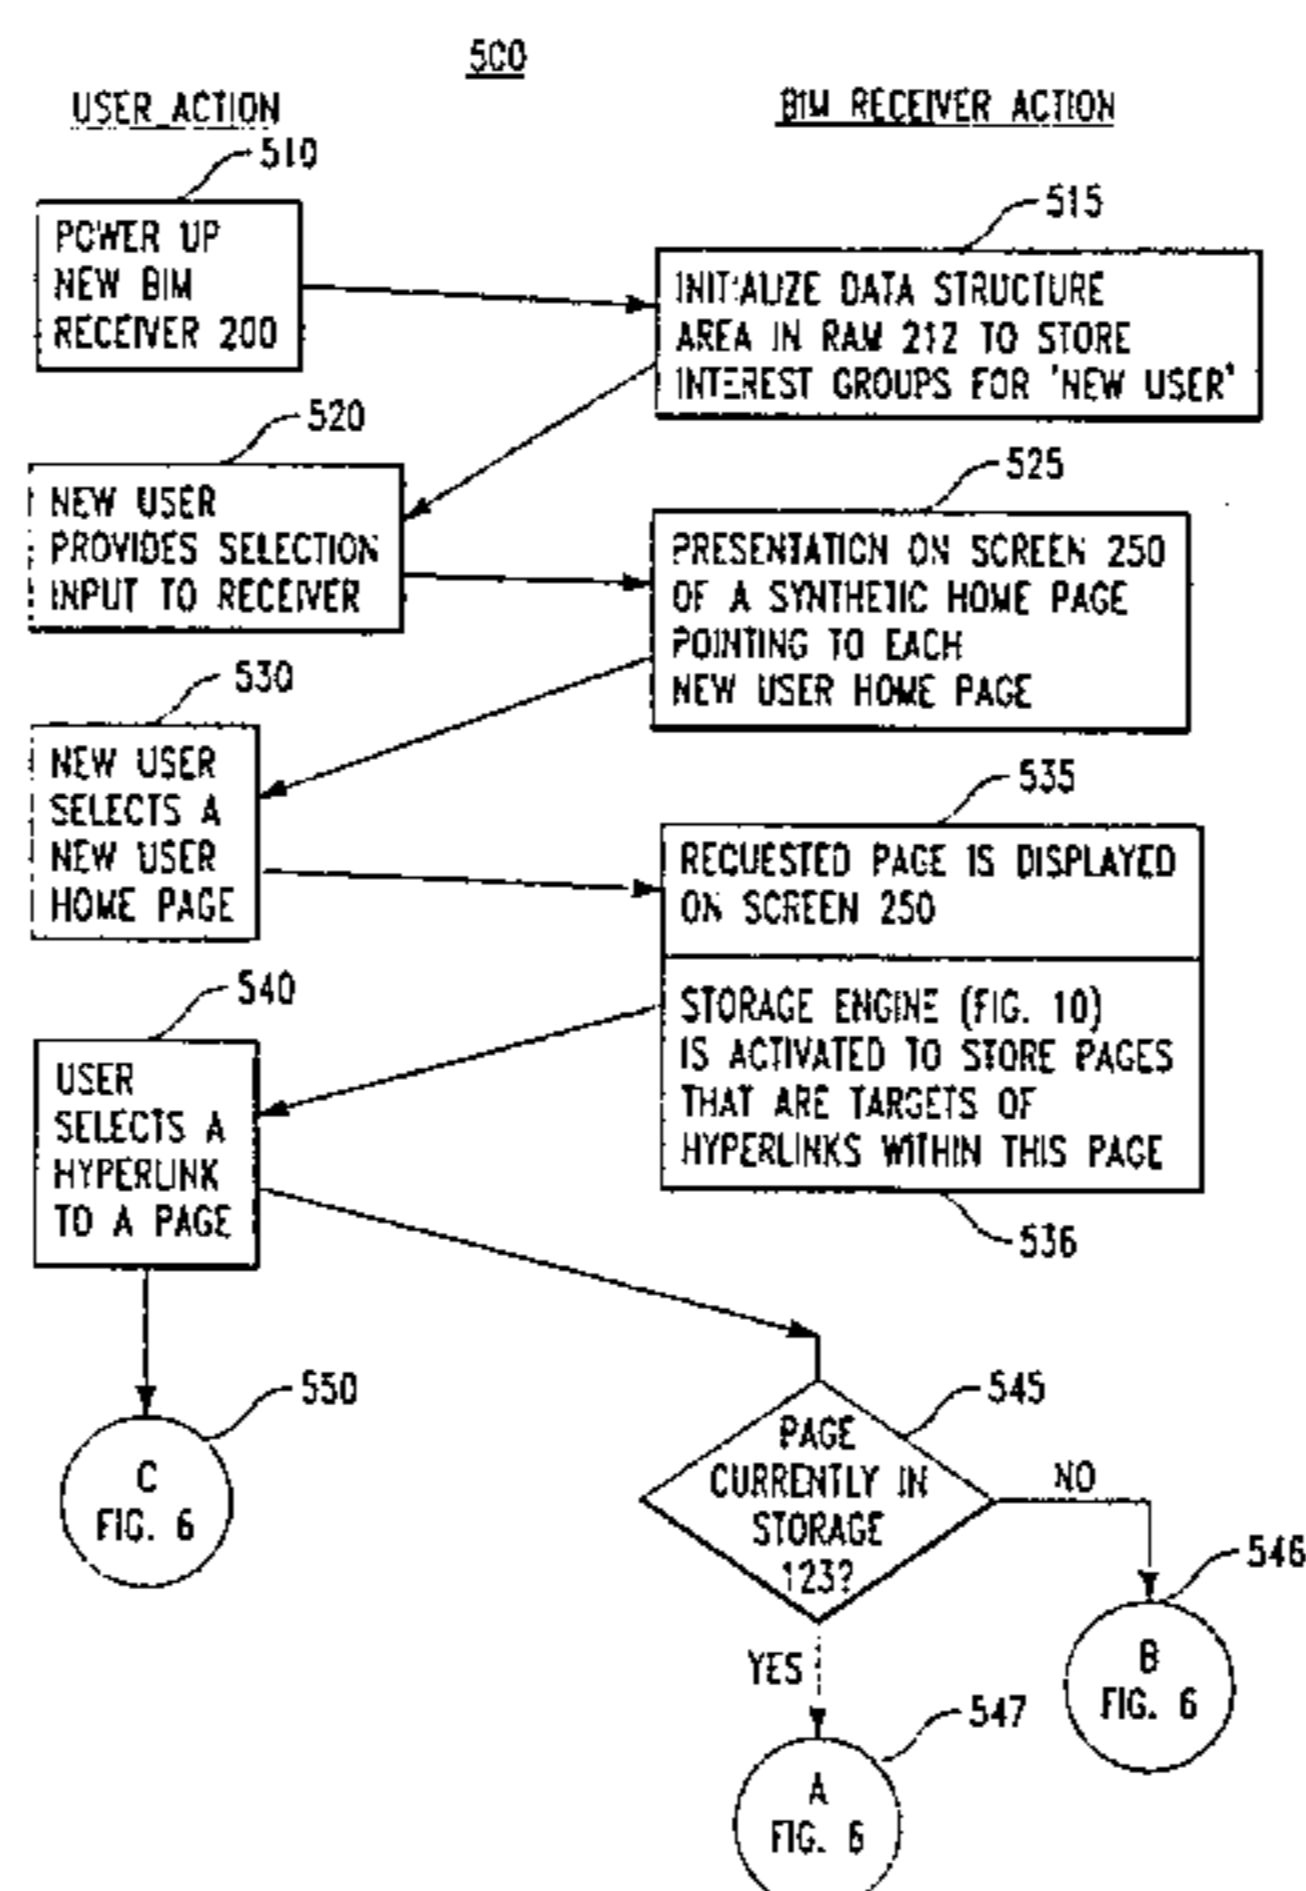 500
USER ACTION
BIM RECEIVER ACTION
510
POWER UP
NEW BIM
RECEIVER 200
515
INITIALIZE DATA STRUCTURE
AREA IN RAM 212 TO STORE
INTEREST GROUPS FOR "NEW USER"
520
NEW USER
PROVIDES SELECTION
INPUT TO RECEIVER
525
PRESENTATION ON SCREEN 250
OF A SYNTHETIC HOME PAGE
POINTING TO EACH
NEW USER HOME PAGE
530
NEW USER
SELECTS A
NEW USER
HOME PAGE
535
REQUESTED PAGE IS DISPLAYED
ON SCREEN 250
STORAGE ENGINE (FIG. 10)
IS ACTIVATED TO STORE PAGES
THAT ARE TARGETS OF
HYPERLINKS WITHIN THIS PAGE
536
540
USER
SELECTS A
HYPERLINK
TO A PAGE
550
C
FIG. 6
545
PAGE
CURRENTLY IN
STORAGE
123?
NO
546
B
FIG. 6
YES
547
A
FIG. 6